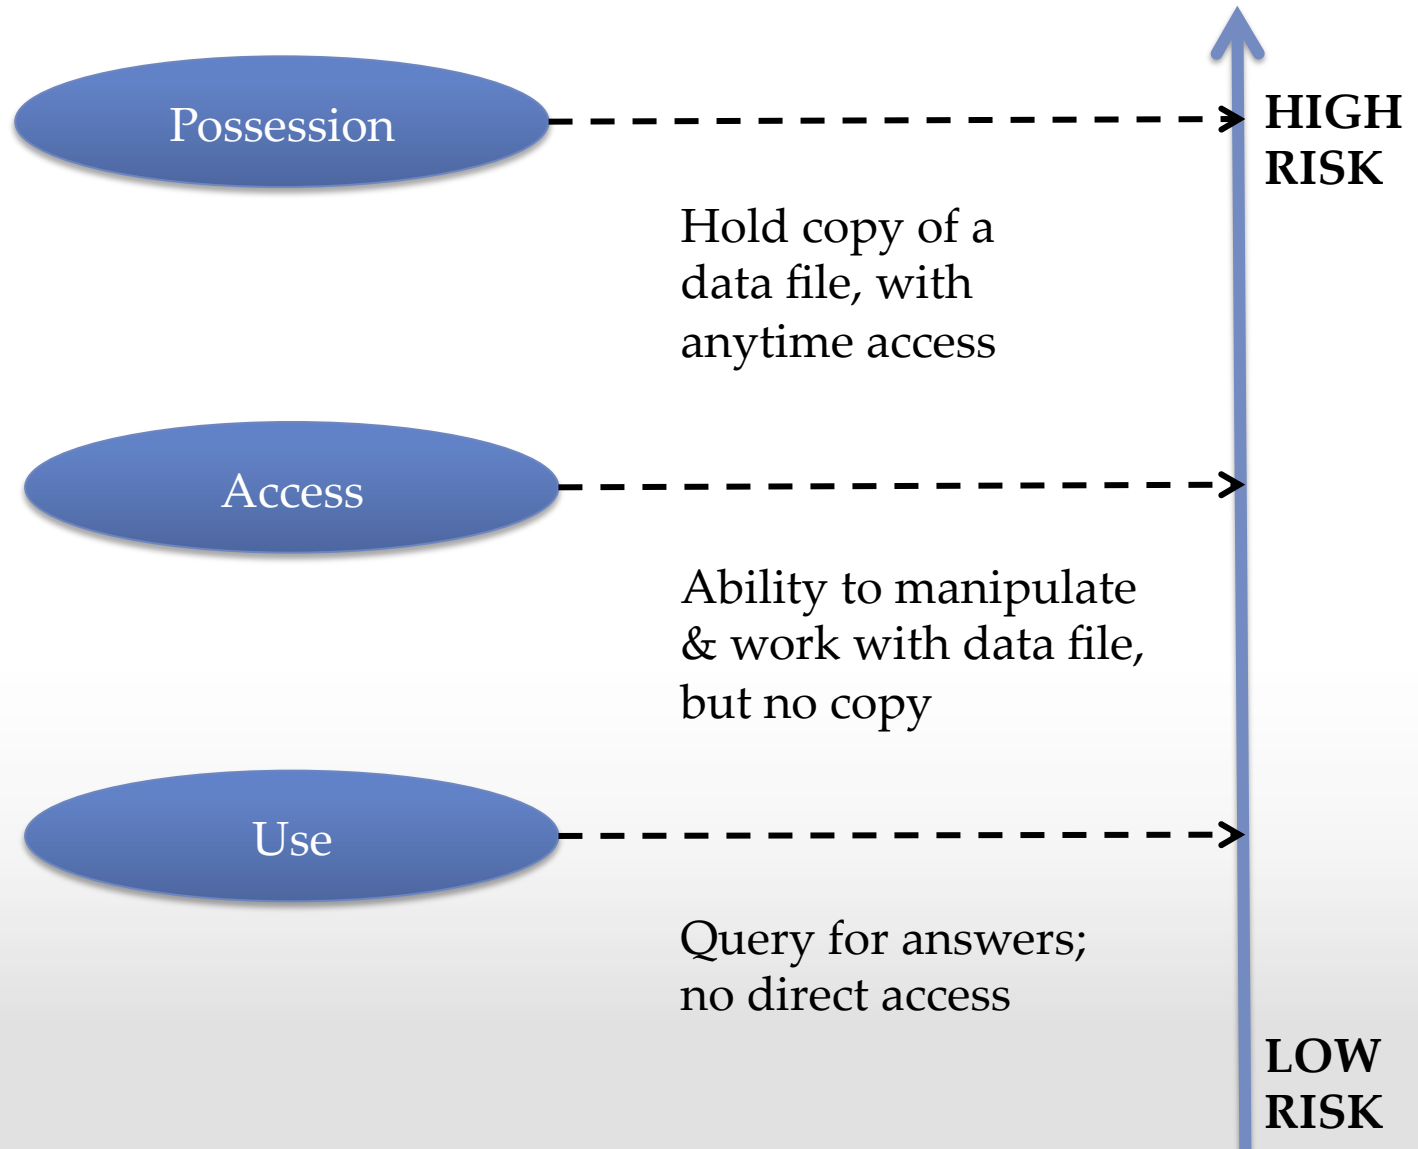 Possession
HIGH
RISK
Hold copy of a
data file, with
anytime access
Access
Ability to manipulate
& work with data file,
but no copy
Use
Query for answers;
no direct access
LOW
RISK